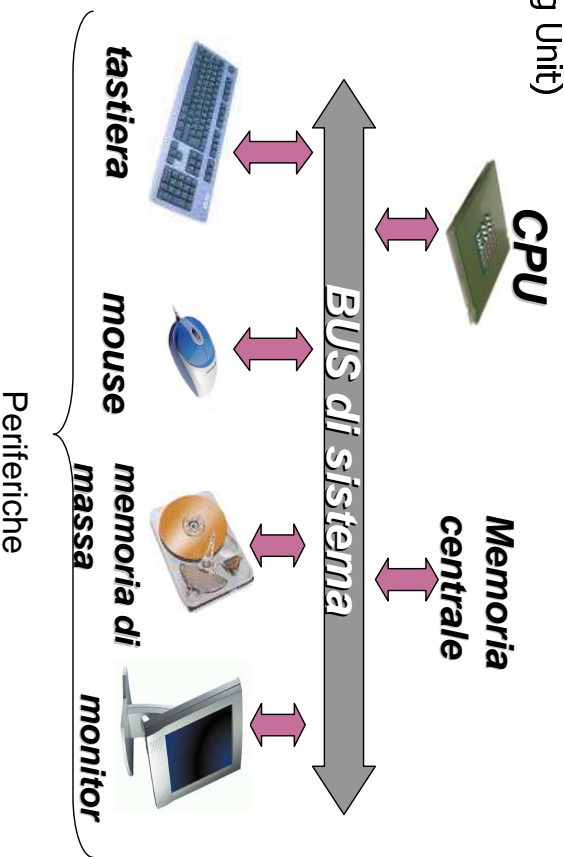 g Unit)
CPU
Memoria
centrale
BUS di sistema
tastiera
mouse
memoria di
massa
monitor
Periferiche